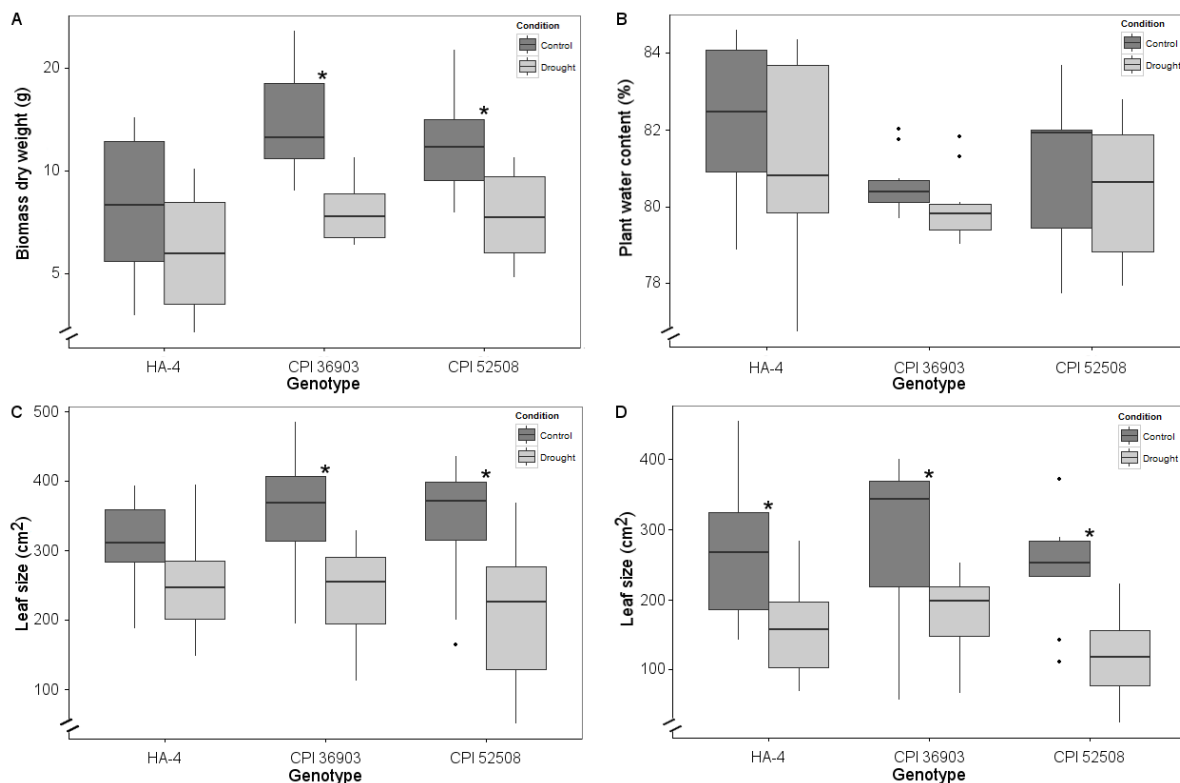 A
Condition
Control
Drought
Biomass dry weight (g)
20
10
5
*
*
HA-4
CPI 36903
CPI 52508
Genotype
B
Condition
Control
Drought
Plant water content (%)
84
82
80
78
HA-4
CPI 36903
CPI 52508
Genotype
C
Condition
Control
Drought
Leaf size (cm²)
500
400
300
200
100
*
*
HA-4
CPI 36903
CPI 52508
Genotype
D
Condition
Control
Drought
Leaf size (cm²)
400
300
200
100
*
*
*
HA-4
CPI 36903
CPI 52508
Genotype